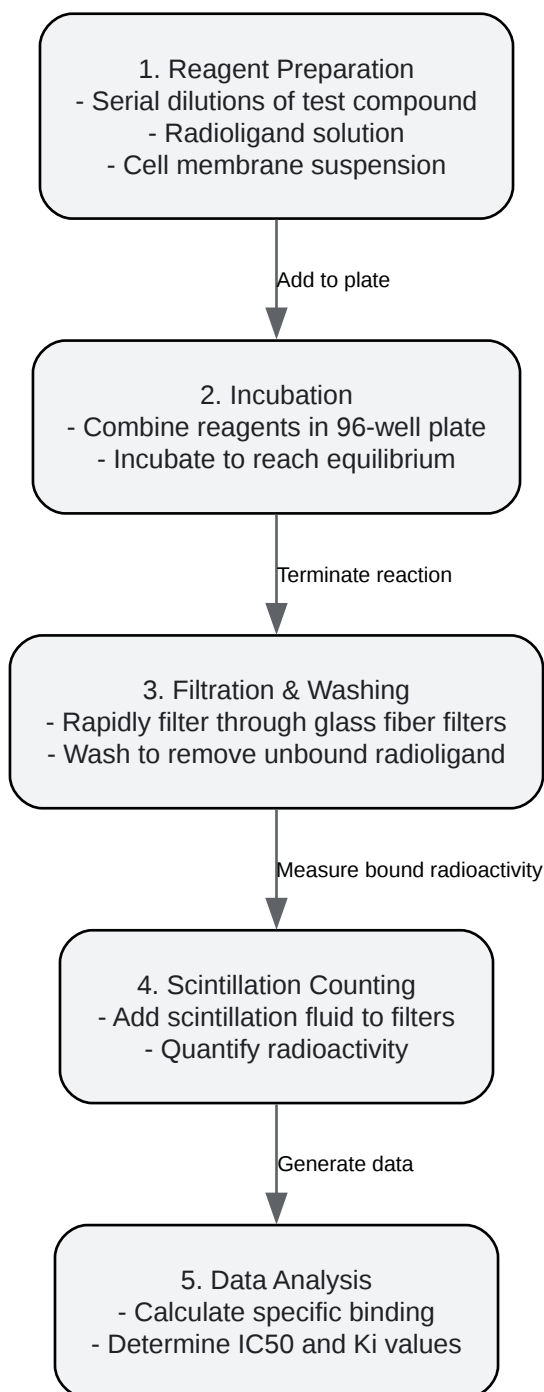 1. Reagent Preparation
- Serial dilutions of test compound
- Radioligand solution
- Cell membrane suspension
Add to plate
2. Incubation
- Combine reagents in 96-well plate
- Incubate to reach equilibrium
Terminate reaction
3. Filtration & Washing
- Rapidly filter through glass fiber filters
- Wash to remove unbound radioligand
Measure bound radioactivity
4. Scintillation Counting
- Add scintillation fluid to filters
- Quantify radioactivity
Generate data
5. Data Analysis
- Calculate specific binding
- Determine IC50 and Ki values